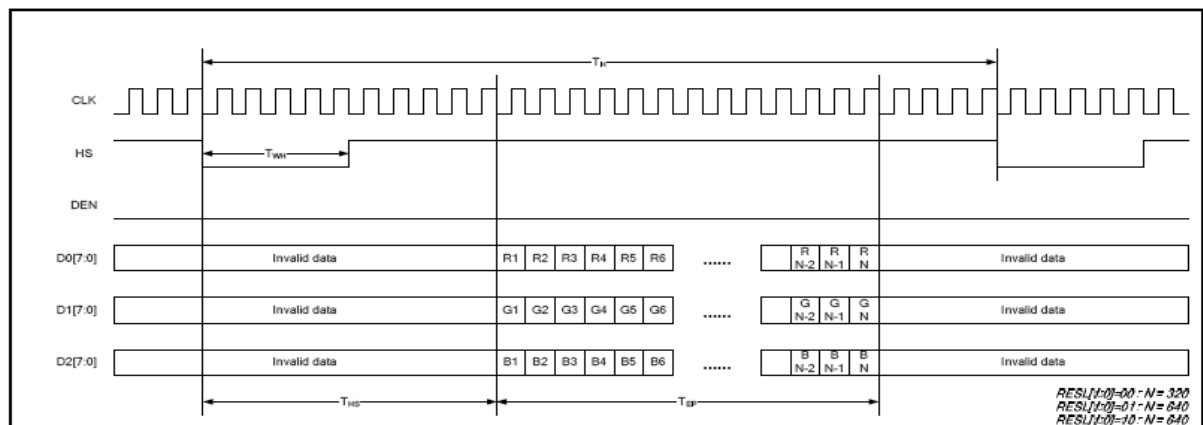 TH
CLK
HS
TWH
DEN
D0[7:0] Invalid data R1 R2 R3 R4 R5 R6 ...... R N-2 R N-1 R N Invalid data
D1[7:0] Invalid data G1 G2 G3 G4 G5 G6 ...... G N-2 G N-1 G N Invalid data
D2[7:0] Invalid data B1 B2 B3 B4 B5 B6 ...... B N-2 B N-1 B N Invalid data
THS TEP
RESL[1:0]=00 : N = 320
RESL[1:0]=01 : N = 640
RESL[1:0]=10 : N = 640